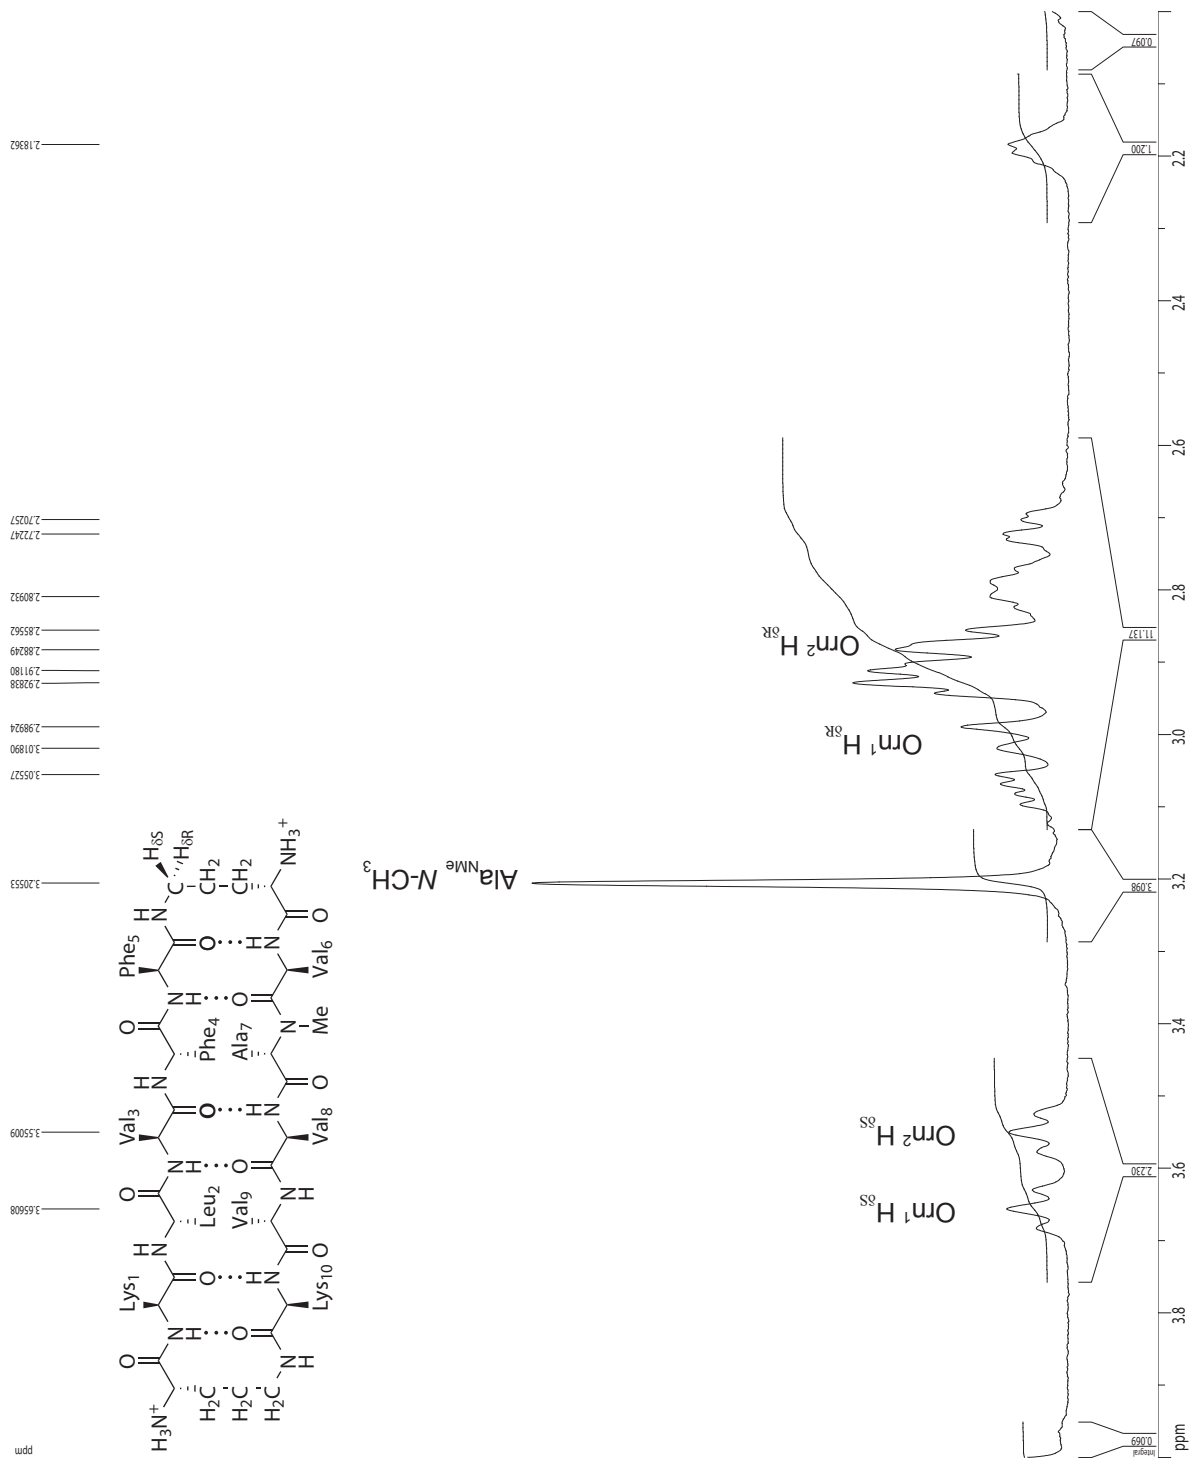 ppm
3.65608
3.55009
3.20553
3.05527
3.01890
2.98924
2.92838
2.91180
2.88249
2.85562
2.80932
2.72247
2.70257
2.18362
H₃N⁺
O
N
H
Lys₁
O
H
N
Leu₂
O
N
H
Val₃
O
H
N
Phe₄
O
N
H
Phe₅
O
H
N
C
HδS
HδR
CH₂
CH₂
NH₃⁺
O
H
N
Val₆
O
N
Me
Ala₇
O
H
N
Val₈
O
N
H
Val₉
O
H
N
Lys₁₀
O
N
H
H₂C
H₂C
H₂C
Ala_NMe N-CH₃
Orn¹ HδS
Orn² HδS
Orn¹ HδR
Orn² HδR
Integral
0.069
2.230
3.098
11.137
1.200
0.097
ppm
3.8
3.6
3.4
3.2
3.0
2.8
2.6
2.4
2.2